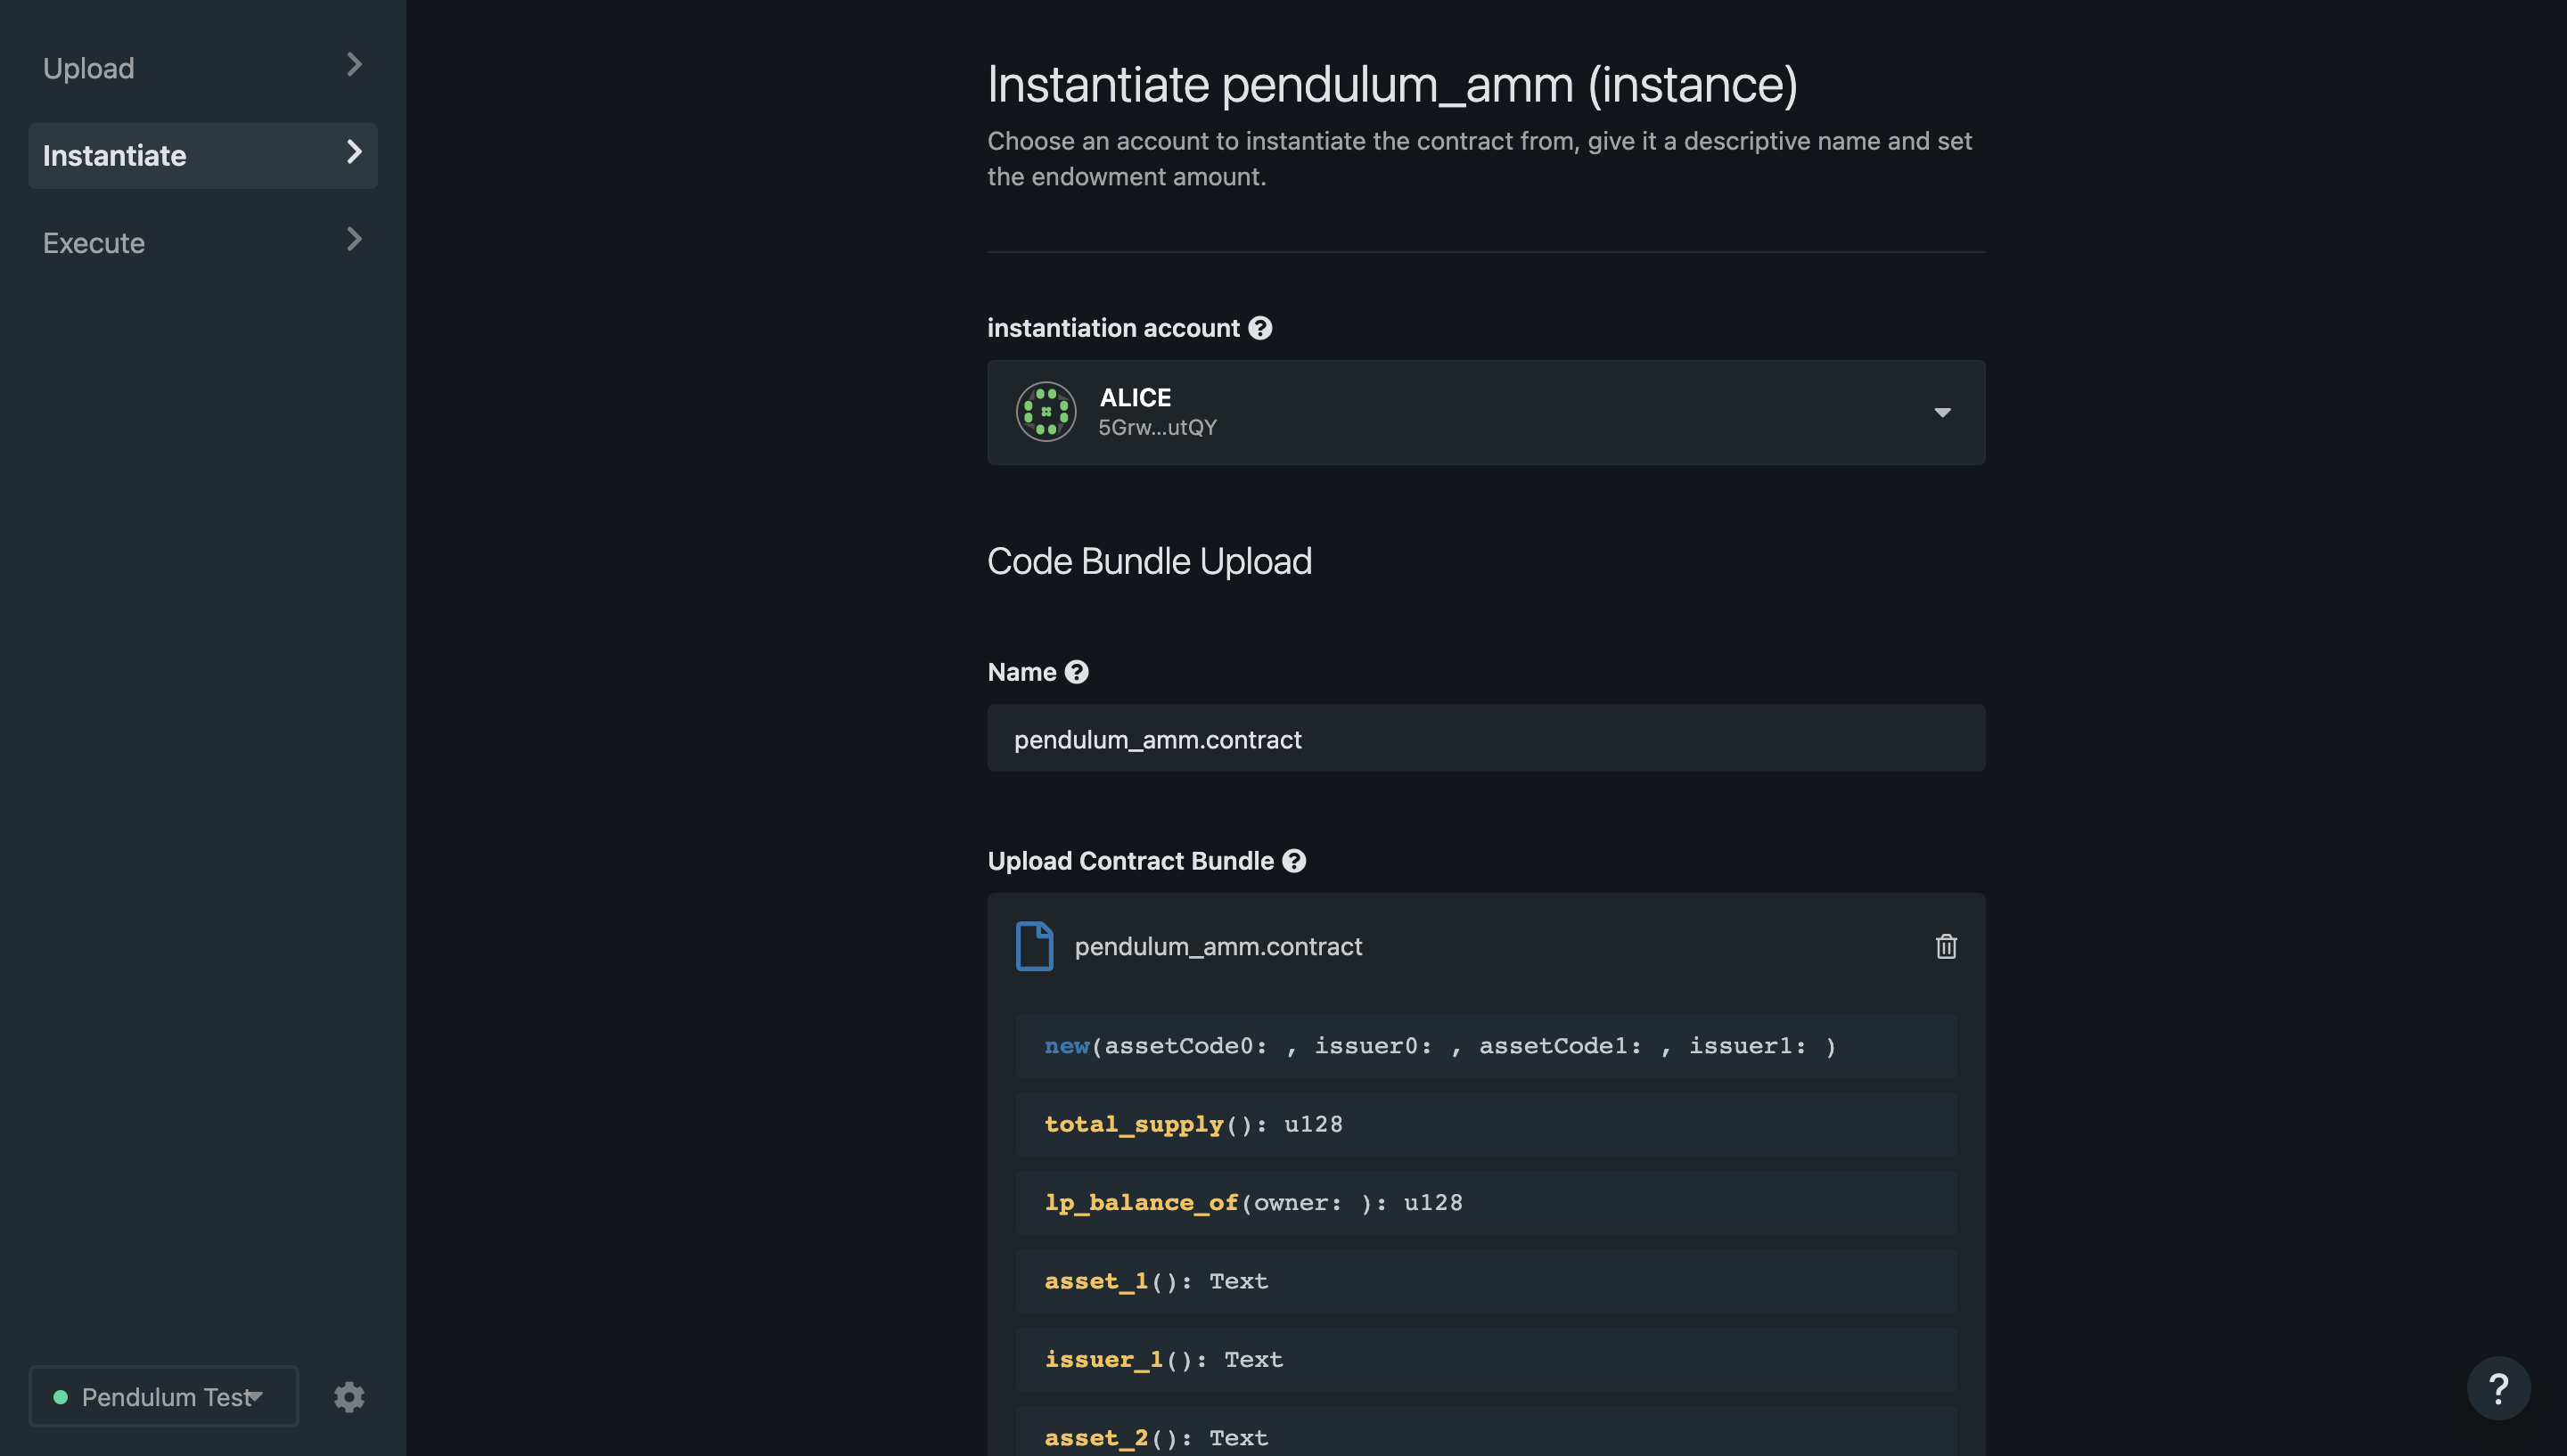 Upload
Instantiate
Execute
Pendulum Test
Instantiate pendulum_amm (instance)
Choose an account to instantiate the contract from, give it a descriptive name and set
the endowment amount.
instantiation account ?
ALICE
5Grw...utQY
Code Bundle Upload
Name ?
pendulum_amm.contract
Upload Contract Bundle ?
pendulum_amm.contract
new(assetCode0: , issuer0: , assetCode1: , issuer1: )
total_supply(): u128
lp_balance_of(owner: ): u128
asset_1(): Text
issuer_1(): Text
asset_2(): Text
?